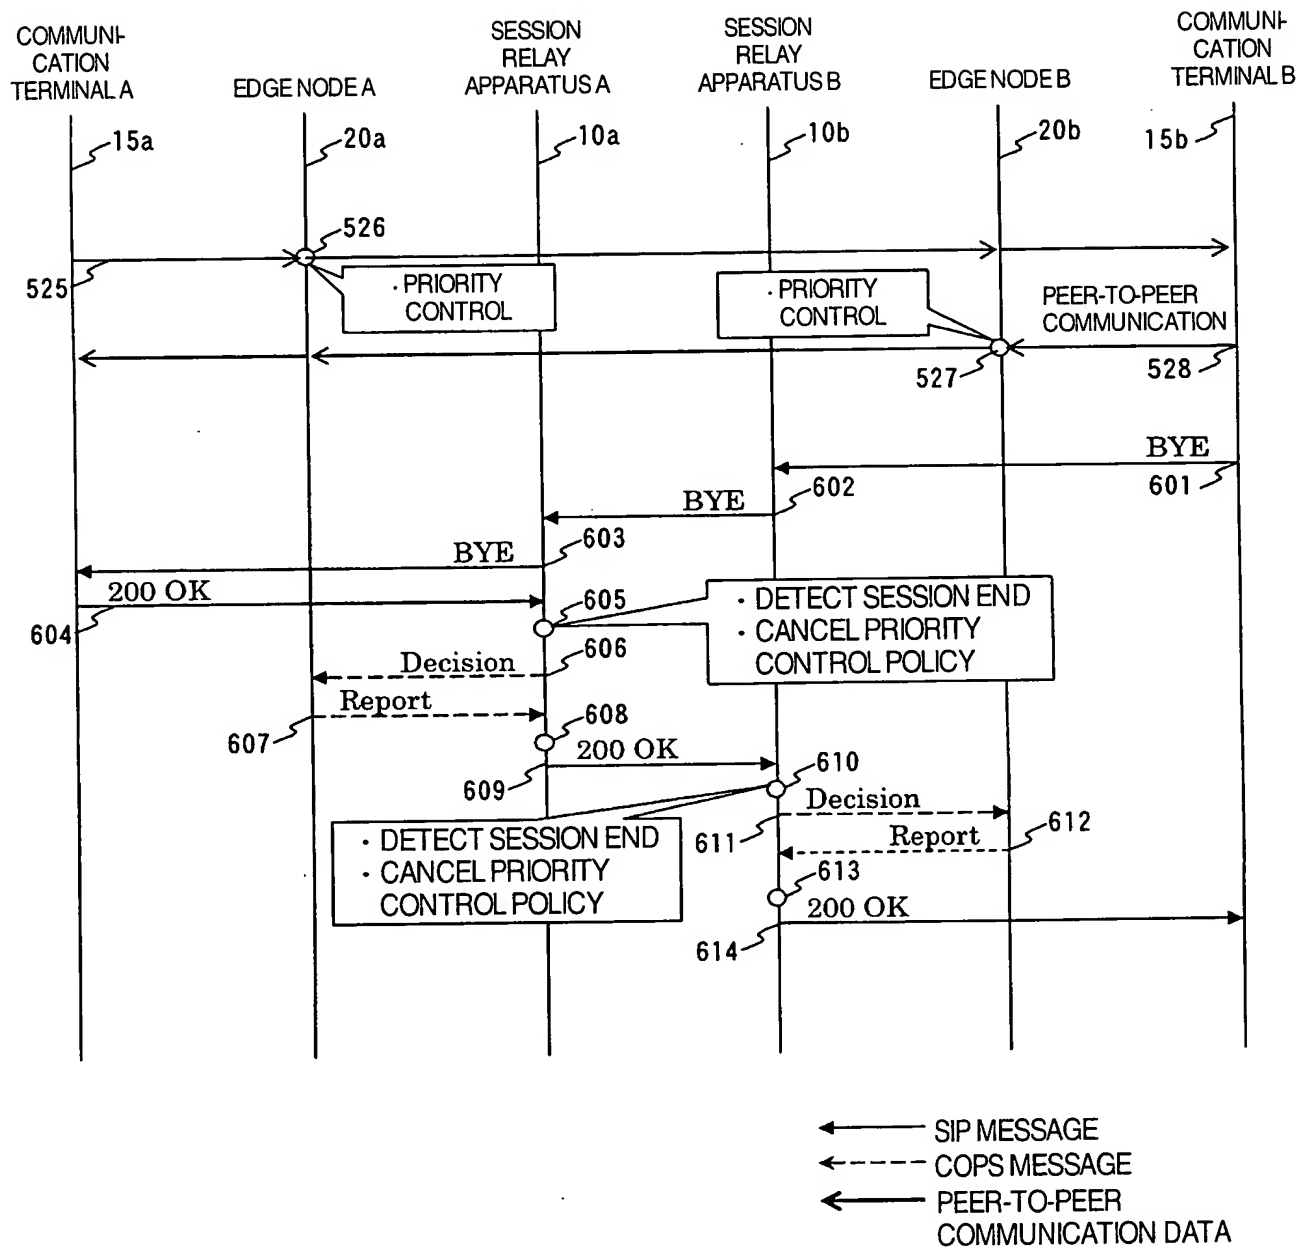 COMMUNI-
CATION
TERMINAL A
EDGE NODE A
SESSION
RELAY
APPARATUS A
SESSION
RELAY
APPARATUS B
EDGE NODE B
COMMUNI-
CATION
TERMINAL B
15a
20a
10a
10b
20b
15b
526
525
· PRIORITY
CONTROL
· PRIORITY
CONTROL
PEER-TO-PEER
COMMUNICATION
527
528
BYE
601
BYE
602
BYE
603
200 OK
604
605
· DETECT SESSION END
· CANCEL PRIORITY
CONTROL POLICY
Decision
606
Report
607
608
200 OK
609
610
· DETECT SESSION END
· CANCEL PRIORITY
CONTROL POLICY
Decision
611
Report
612
613
200 OK
614
SIP MESSAGE
COPS MESSAGE
PEER-TO-PEER
COMMUNICATION DATA